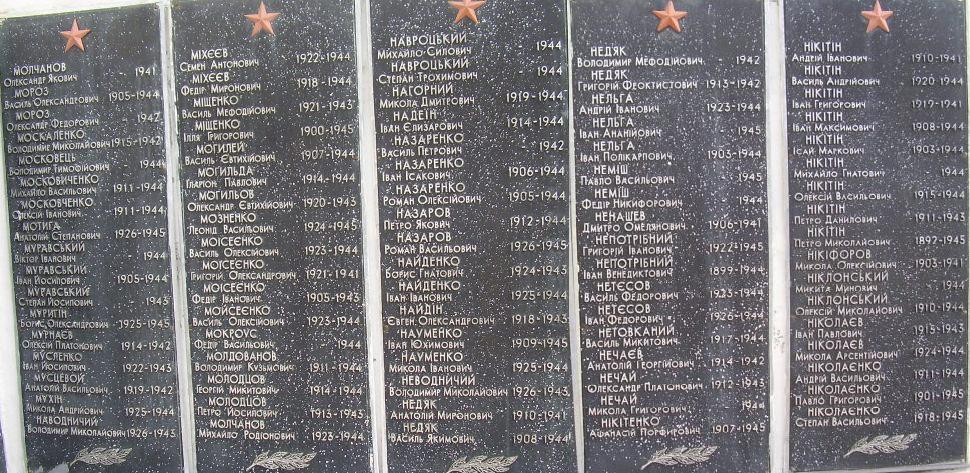 МОЛЧАНОВ
Олександр Якович - 1941
МОРОЗ
Василь Олександрович 1905-1944
МОРОЗ
Олександр Федорович - 1942
МОСКАЛЕНКО
Володимир Миколайович 1915-1942
МОСКОВЕЦЬ
Володимир Тимофійович - 1944
МОСКОВИЧЕНКО
Михайло Васильович 1911-1944
МОСКОВЧЕНКО
Олексій Іванович 1911-1944
МОТИГА
Анатолій Степанович 1926-1945
МУРАВСЬКИЙ
Віктор Іванович 1944
МУРАВСЬКИЙ
Іван Йосипович 1905-1944
МУРАВСЬКИЙ
Степан Йосипович 1943
МУРИГІН
Борис Олександрович 1925-1945
МУРНАЄВ
Олексій Платонович 1914-1942
МУСЛЕНКО
Іван Йосипович 1922-1943
МУСЦЕВОЙ
Анатолій Васильович 1919-1942
МУХІН
Микола Андрійович 1925-1944
НАВОДНИЧИЙ
Володимир Миколайович 1926-1943
МІХЄЄВ
Семен Антонович 1922-1944
МІХЄЄВ
Федір Миронович 1918-1944
МІЩЕНКО
Василь Мефодійович 1921-1943
МІЩЕНКО
Ілля Григорович 1900-1945
МОГИЛЕЙ
Василь Євтихійович 1907-1944
МОГИЛЬДА
Іларіон Павлович 1914-1944
МОГИЛЬОВ
Олександр Євтихійович 1920-1943
МОЗНЕНКО
Леонід Васильович 1924-1945
МОІСЕЄНКО
Василь Олексійович 1923-1944
МОІСЕЄНКО
Григорій Олександрович 1921-1941
МОІСЕЄНКО
Федір Іванович 1905-1943
МОЙСЕЄНКО
Василь Олексійович 1923-1944
МОКРОУС
Федір Васильович 1944
МОЛДОВАНОВ
Володимир Кузьмович 1911-1944
МОЛОДЦОВ
Георгій Микитович 1914-1944
МОЛОДЦОВ
Петро Йосипович 1913-1943
МОЛЧАНОВ
Михайло Родіонович 1923-1944
НАВРОЦЬКИЙ
Михайло Силович - 1944
НАВРОЦЬКИЙ
Степан Трохимович - 1944
НАГОРНИЙ
Микола Дмитрович 1919-1944
НАДЕІН
Іван Єлизарович 1914-1944
НАЗАРЕНКО
Василь Петрович - 1942
НАЗАРЕНКО
Іван Ісакович 1906-1944
НАЗАРЕНКО
Роман Олексійович 1905-1944
НАЗАРОВ
Петро Якович 1912-1944
НАЗАРОВ
Роман Васильович 1926-1945
НАЙДЕНКО
Борис Гнатович 1924-1943
НАЙДЕНКО
Іван Іванович 1925-1944
НАЙДІН
Євген Олександрович 1918-1943
НАУМЕНКО
Іван Юхимович 1909-1945
НАУМЕНКО
Микола Іванович 1925-1944
НЕВОДНИЧИЙ
Володимир Миколайович 1926-1943
НЕДЯК
Анатолій Миронович 1910-1941
НЕДЯК
Василь Якимович 1908-1944
НЕДЯК
Володимир Мефодійович - 1942
НЕДЯК
Григорій Феоктистович 1913-1942
НЕЛЬГА
Андрій Іванович 1923-1944
НЕЛЬГА
Іван Ананійович 1945
НЕЛЬГА
Іван Полікарпович 1903-1944
НЕМІШ
Павло Васильович 1945
НЕМІШ
Федір Никифорович 1944
НЕНАШЕВ
Дмитро Омелянович 1906-1941
НЕПОТРІБНИЙ
Григорій Іванович 1922-1945
НЕПОТРІБНИЙ
Іван Венедиктович 1899-1944
НЕТЄСОВ
Василь Федорович 1923-1944
НЕТЄССОВ
Іван Федорович 1926-1944
НЕТОВКАНИЙ
Василь Микитович 1917-1944
НЕЧАЄВ
Анатолій Георгійович 1914-1942
НЕЧАЙ
Олександр Платонович 1912-1943
НЕЧАЙ
Микола Григорович 1944
НІКІТЕНКО
Афанасій Порфирович 1907-1945
НІКІТІН
Андрій Іванович 1910-1941
НІКІТІН
Василь Андрійович 1920 1944
НІКІТІН
Іван Григорович 1919-1941
НІКІТІН
Іван Максимович 1908-1944
НІКІТІН
Ісай Маркович 1903-1944
НІКІТІН
Михайло Гнатович 1944
НІКІТІН
Олексій Васильович 1915-1944
НІКІТІН
Петро Данилович 1911-1943
НІКІТІН
Петро Миколайович 1892-1945
НІКІФОРОВ
Микола Олексійович 1903-1941
НІКІНСЬКИЙ
Микита Минович 1944
НІКЛОНСЬКИЙ
Олексій Миколайович 1910-1944
НІКОЛАЄВ
Іван Павлович 1915-1943
НІКОЛАЄВ
Микола Арсентійович 1924-1944
НІКОЛАЄНКО
Андрій Васильович 1911-1944
НІКОЛАЄНКО
Павло Григорович 1901-1945
НІКОЛАЄНКО
Степан Васильович 1918-1945